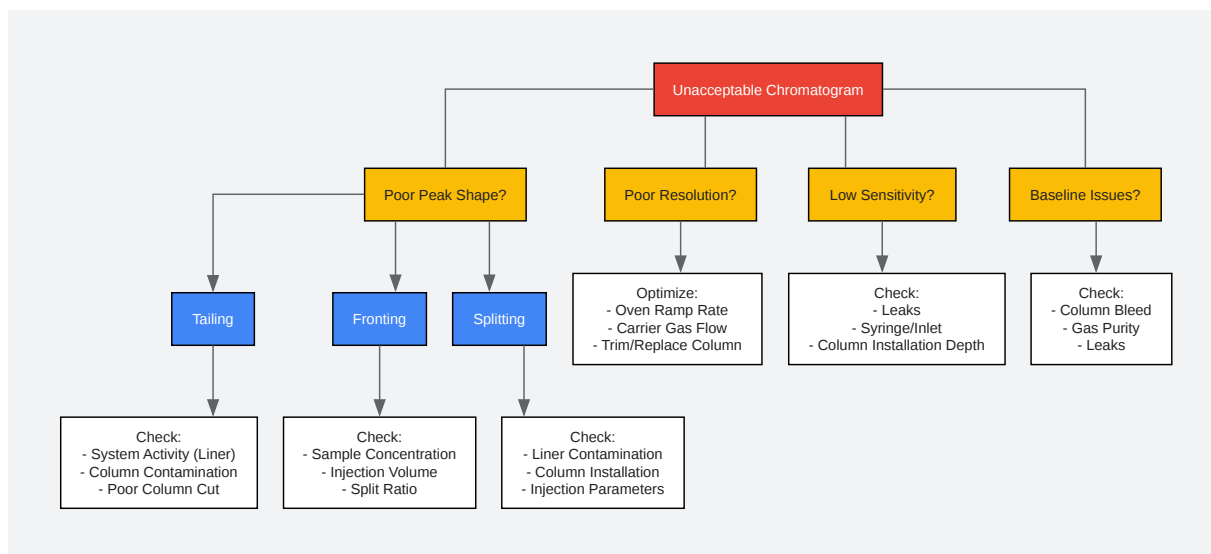 Unacceptable Chromatogram
Poor Peak Shape?
Poor Resolution?
Low Sensitivity?
Baseline Issues?
Tailing
Fronting
Splitting
Optimize:
- Oven Ramp Rate
- Carrier Gas Flow
- Trim/Replace Column
Check:
- Leaks
- Syringe/Inlet
- Column Installation Depth
Check:
- Column Bleed
- Gas Purity
- Leaks
Check:
- System Activity (Liner)
- Column Contamination
- Poor Column Cut
Check:
- Sample Concentration
- Injection Volume
- Split Ratio
Check:
- Liner Contamination
- Column Installation
- Injection Parameters